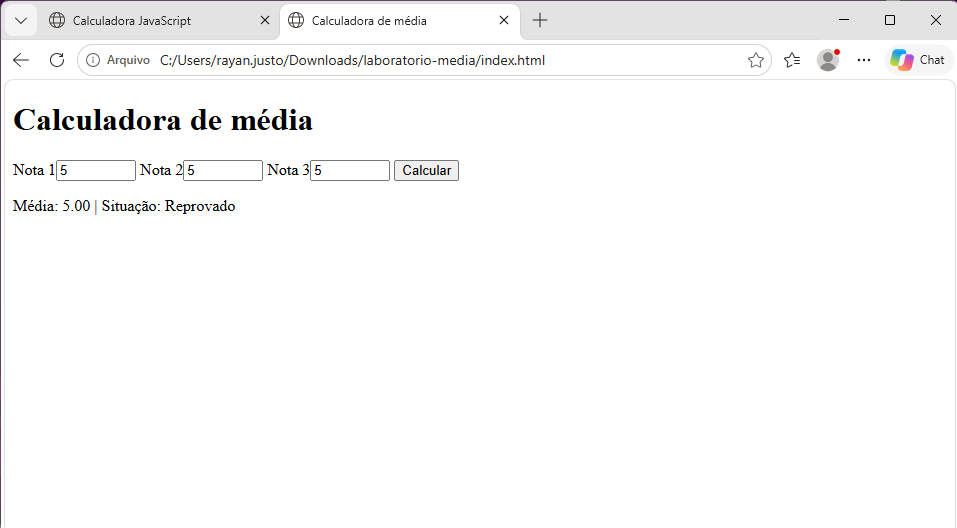 Calculadora JavaScript
Calculadora de média
Arquivo C:/Users/rayan.justo/Downloads/laboratorio-media/index.html
Chat
Calculadora de média
Nota 1 5 Nota 2 5 Nota 3 5 Calcular
Média: 5.00 | Situação: Reprovado